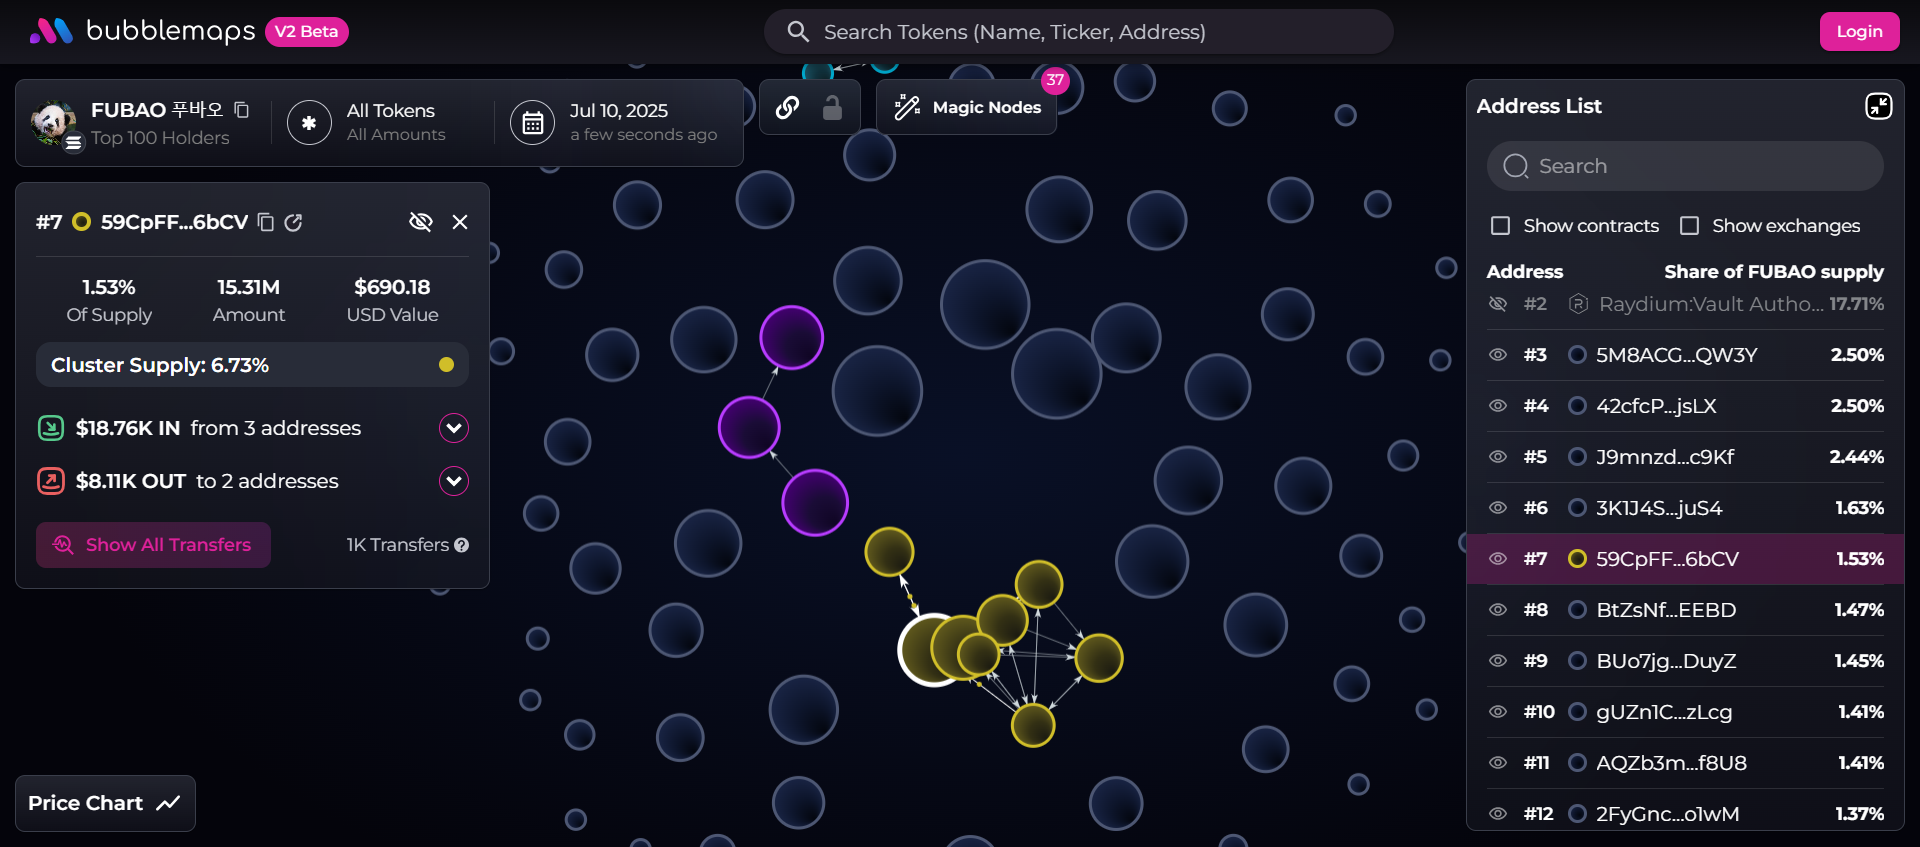 bubblemaps V2 Beta
Search Tokens (Name, Ticker, Address)
Login
FUBAO 푸바오
Top 100 Holders
All Tokens
All Amounts
Jul 10, 2025
a few seconds ago
Magic Nodes
37
#7 59CpFF...6bCV
1.53%
Of Supply
15.31M
Amount
$690.18
USD Value
Cluster Supply: 6.73%
$18.76K IN from 3 addresses
$8.11K OUT to 2 addresses
Show All Transfers
1K Transfers
Price Chart
Address List
Search
Show contracts
Show exchanges
Address Share of FUBAO supply
#2 Raydium:Vault Autho... 17.71%
#3 5M8ACG...QW3Y 2.50%
#4 42cfcP...jsLX 2.50%
#5 J9mnzd...c9Kf 2.44%
#6 3K1J4S...juS4 1.63%
#7 59CpFF...6bCV 1.53%
#8 BtZsNf...EEBD 1.47%
#9 BUo7jg...DuyZ 1.45%
#10 gUZn1C...zLcg 1.41%
#11 AQZb3m...f8U8 1.41%
#12 2FyGnc...o1wM 1.37%